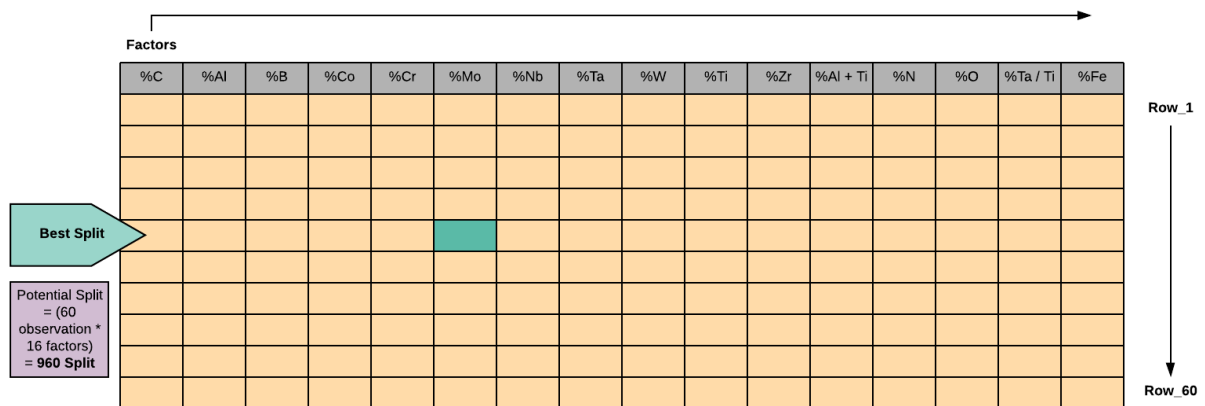 Factors
%C %Al %B %Co %Cr %Mo %Nb %Ta %W %Ti %Zr %Al + Ti %N %O %Ta / Ti %Fe
Row_1
Best Split
Potential Split
= (60
observation *
16 factors)
= 960 Split
Row_60